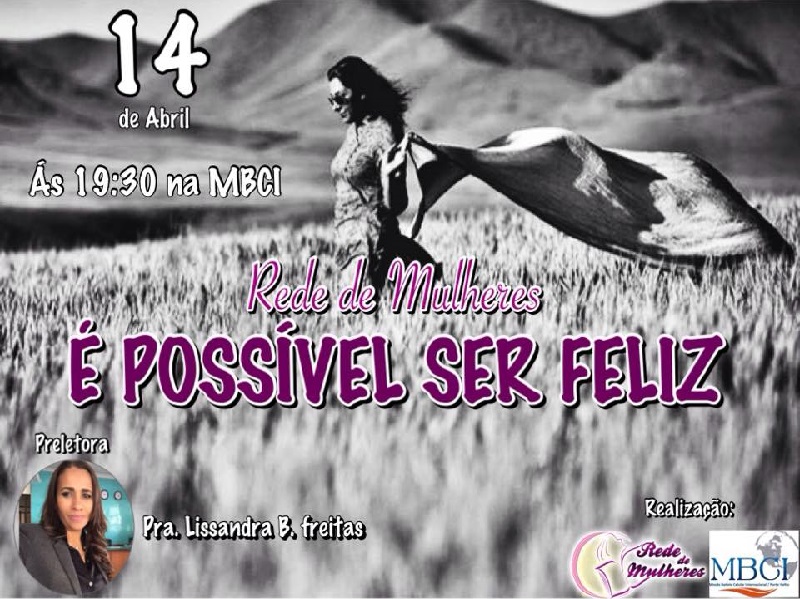 14
de Abril
Ás 19:30 na MBCI
Rede de Mulheres
É POSSÍVEL SER FELIZ
Preletora
Pra. Lissandra B. freitas
Realização:
Rede
de
Mulheres
MBCI